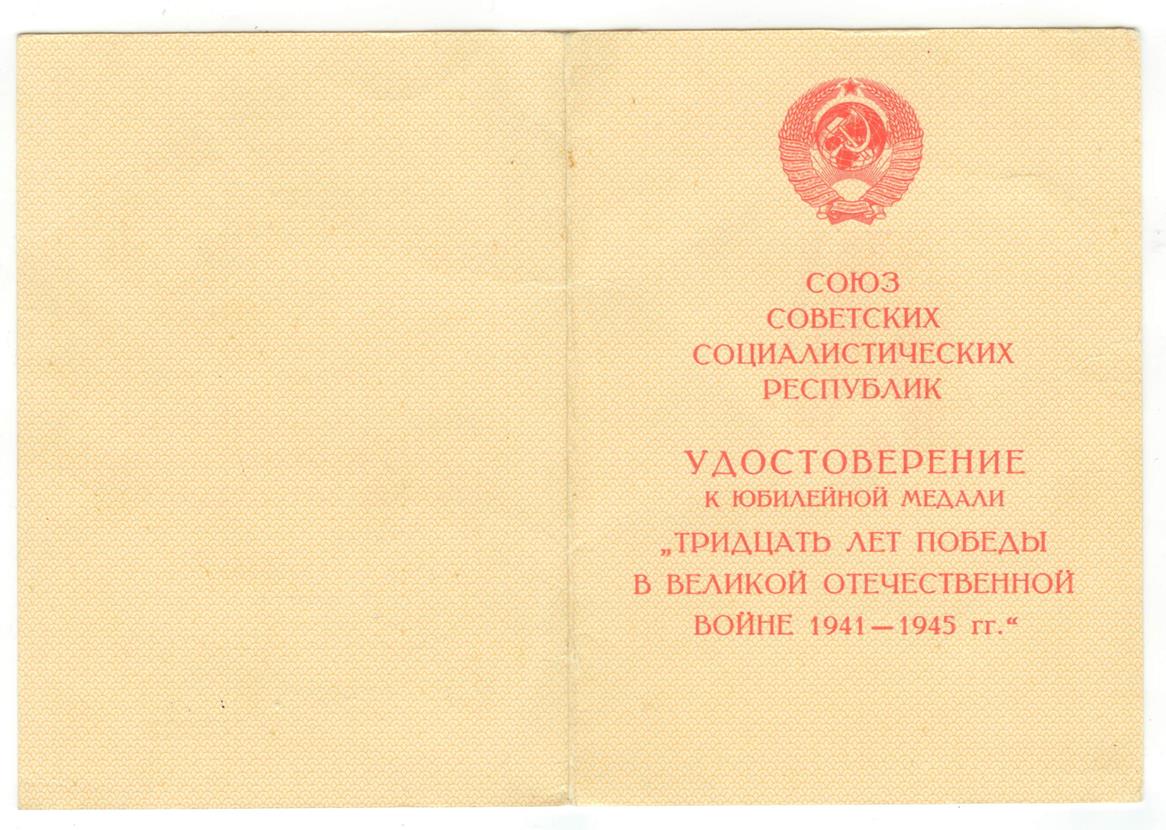 СОЮЗ
СОВЕТСКИХ
СОЦИАЛИСТИЧЕСКИХ
РЕСПУБЛИК
УДОСТОВЕРЕНИЕ
К ЮБИЛЕЙНОЙ МЕДАЛИ
„ТРИДЦАТЬ ЛЕТ ПОБЕДЫ
В ВЕЛИКОЙ ОТЕЧЕСТВЕННОЙ
ВОЙНЕ 1941—1945 гг.“